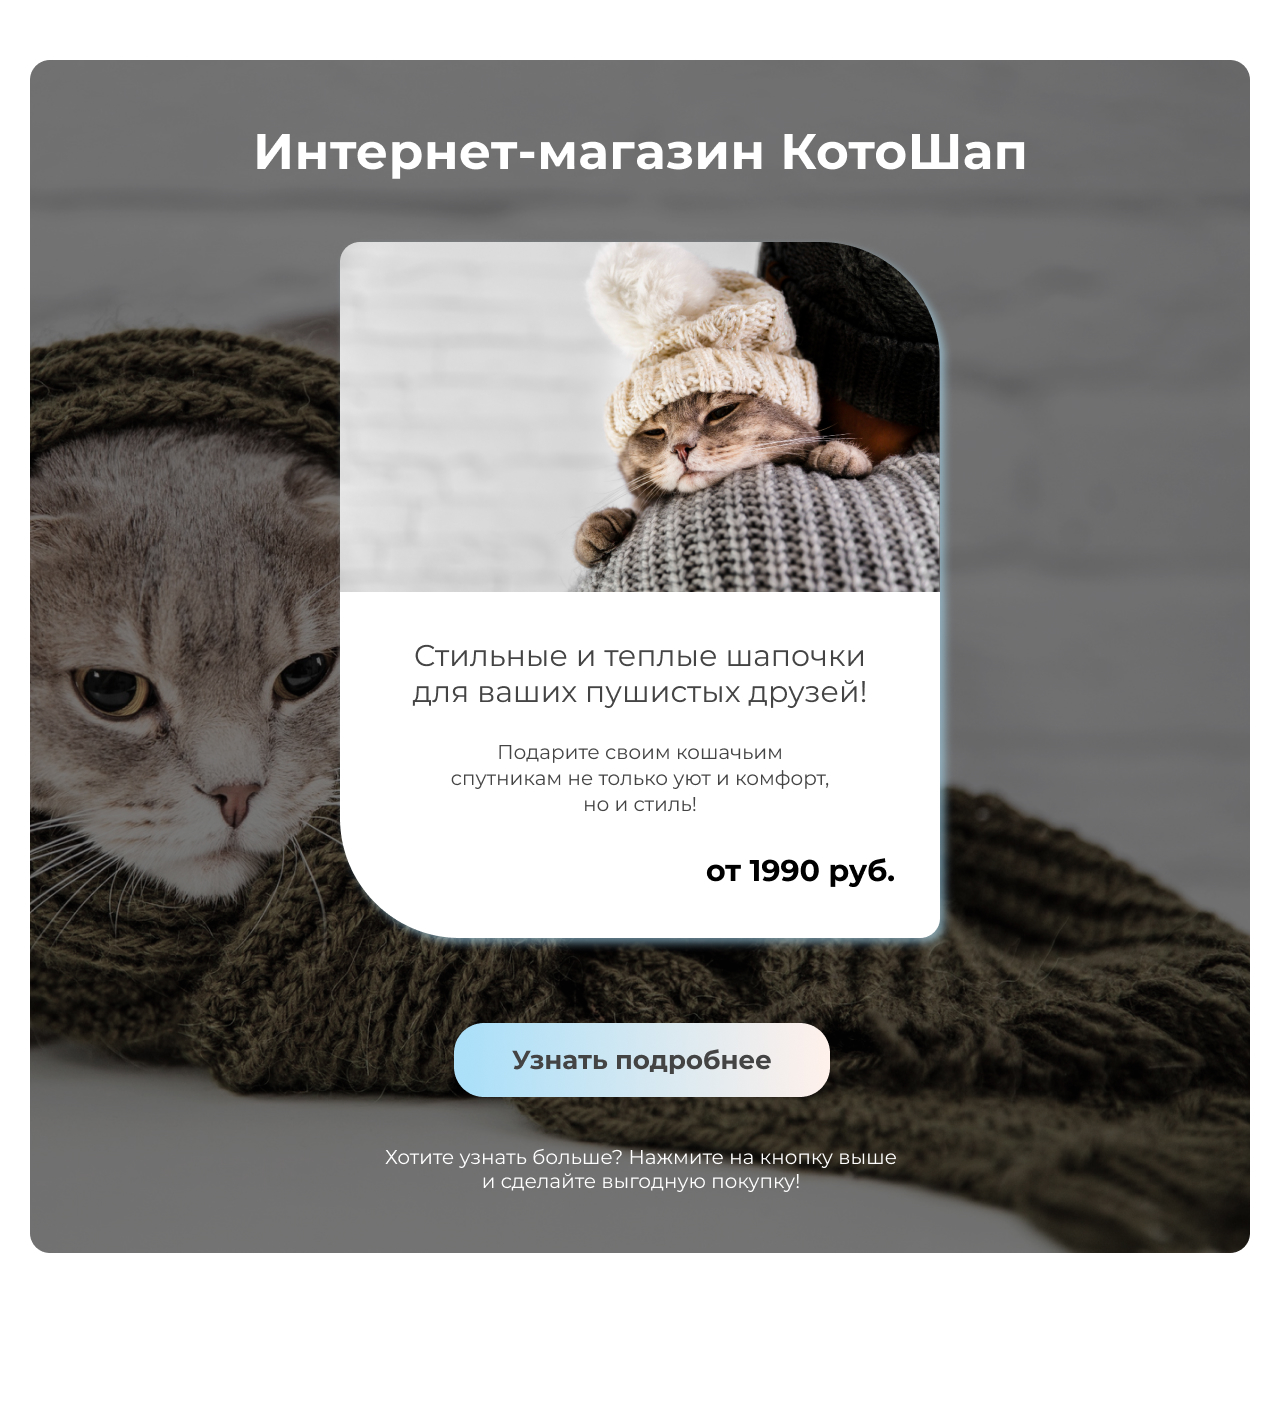 Интернет-магазин КотоШап
Стильные и теплые шапочки
для ваших пушистых друзей!
Подарите своим кошачьим
спутникам не только уют и комфорт,
но и стиль!
от 1990 руб.
Узнать подробнее
Хотите узнать больше? Нажмите на кнопку выше
и сделайте выгодную покупку!